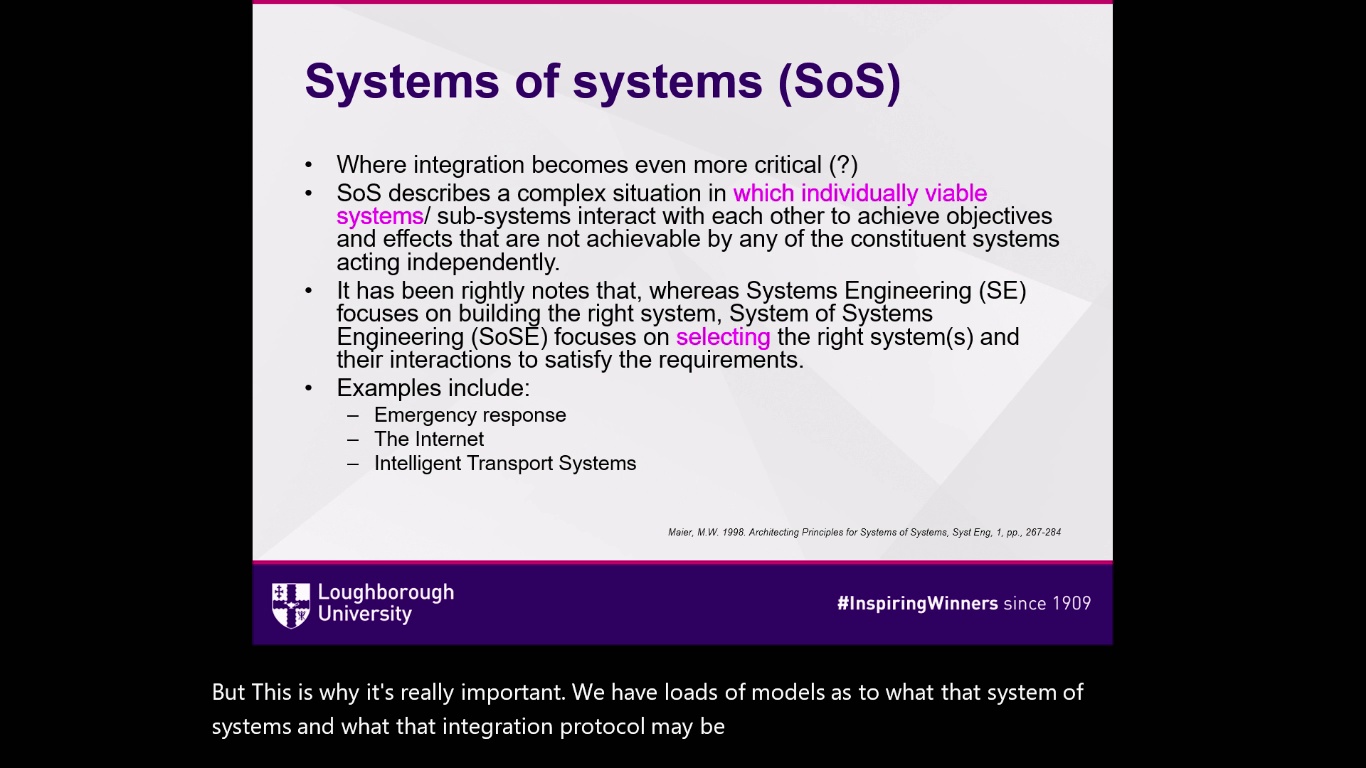 Systems of systems (SoS)
• Where integration becomes even more critical (?)
• SoS describes a complex situation in which individually viable
systems/ sub-systems interact with each other to achieve objectives
and effects that are not achievable by any of the constituent systems
acting independently.
• It has been rightly notes that, whereas Systems Engineering (SE)
focuses on building the right system, System of Systems
Engineering (SoSE) focuses on selecting the right system(s) and
their interactions to satisfy the requirements.
• Examples include:
– Emergency response
– The Internet
– Intelligent Transport Systems
Maier, M.W. 1998. Architecting Principles for Systems of Systems, Syst Eng, 1, pp., 267-284
Loughborough
University
#InspiringWinners since 1909
But This is why it's really important. We have loads of models as to what that system of
systems and what that integration protocol may be